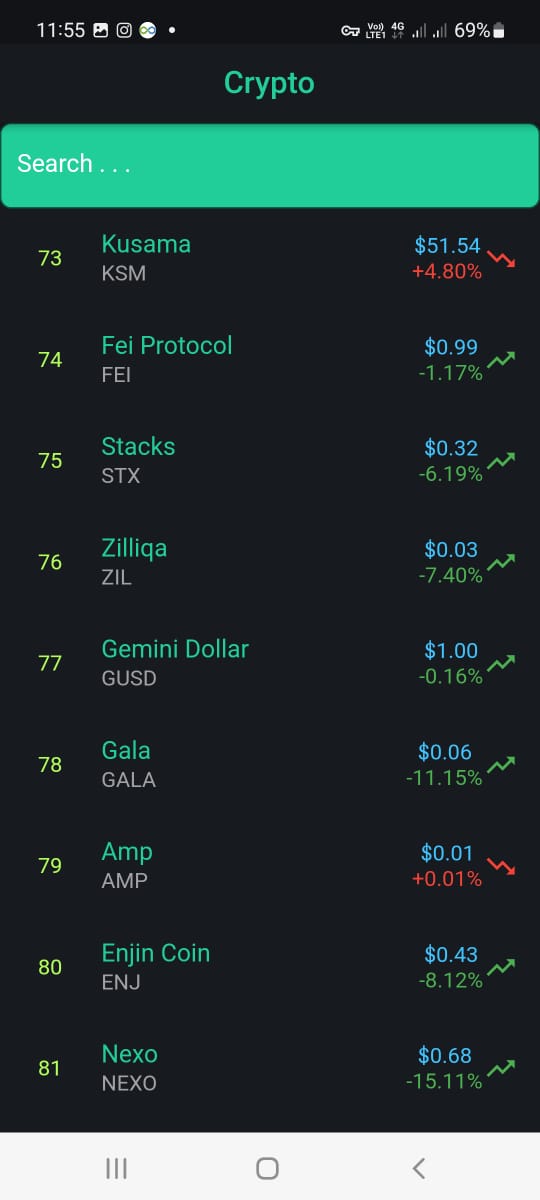 11:55
Vo)) LTE1 4G 69%
Crypto
Search . . .
73 Kusama $51.54
KSM +4.80%
74 Fei Protocol $0.99
FEI -1.17%
75 Stacks $0.32
STX -6.19%
76 Zilliqa $0.03
ZIL -7.40%
77 Gemini Dollar $1.00
GUSD -0.16%
78 Gala $0.06
GALA -11.15%
79 Amp $0.01
AMP +0.01%
80 Enjin Coin $0.43
ENJ -8.12%
81 Nexo $0.68
NEXO -15.11%